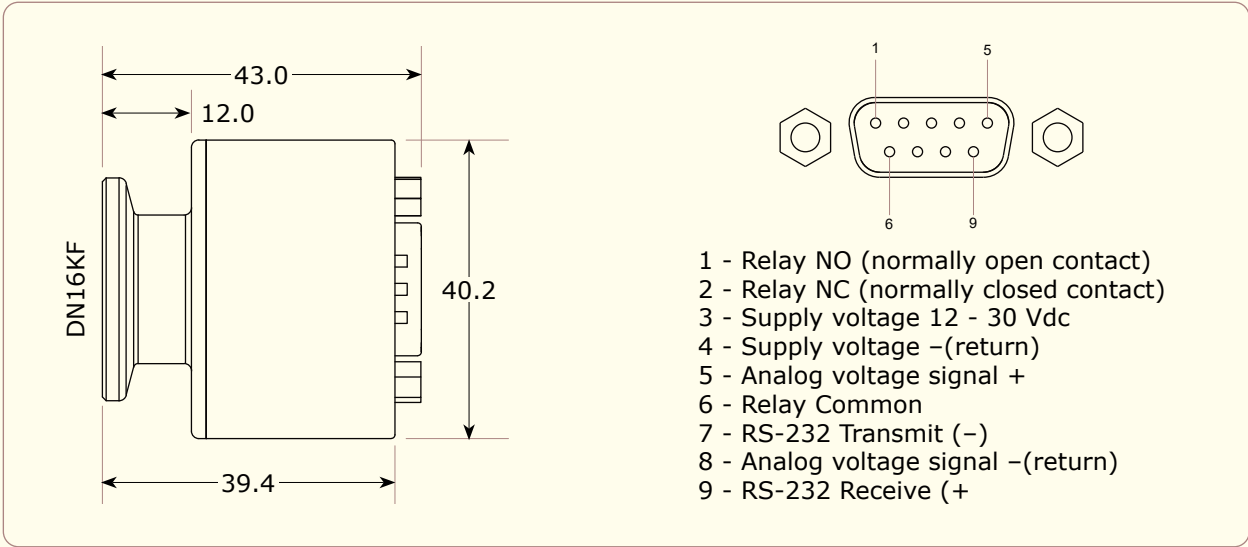 43.0
12.0
DN16KF
40.2
39.4
1
5
6
9
1 - Relay NO (normally open contact)
2 - Relay NC (normally closed contact)
3 - Supply voltage 12 - 30 Vdc
4 - Supply voltage –(return)
5 - Analog voltage signal +
6 - Relay Common
7 - RS-232 Transmit (–)
8 - Analog voltage signal –(return)
9 - RS-232 Receive (+